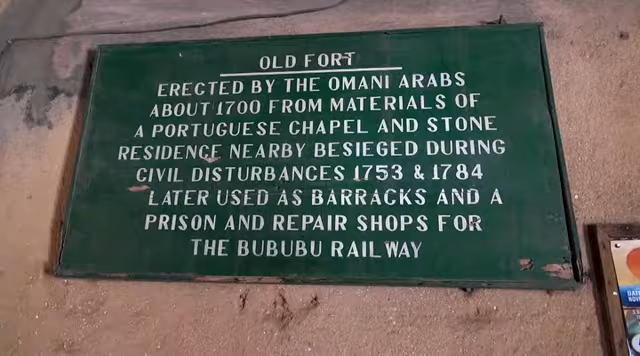 OLD FORT
ERECTED BY THE OMANI ARABS
ABOUT 1700 FROM MATERIALS OF
A PORTUGUESE CHAPEL AND STONE
RESIDENCE NEARBY BESIEGED DURING
CIVIL DISTURBANCES 1753 & 1784
LATER USED AS BARRACKS AND A
PRISON AND REPAIR SHOPS FOR
THE BUBUBU RAILWAY